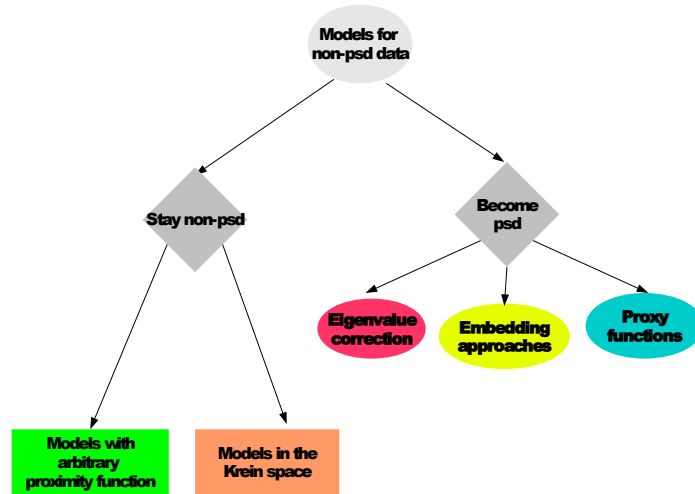 Models for
non-psd data
Stay non-psd
Become
psd
Eigenvalue
correction
Embedding
approaches
Proxy
functions
Models with
arbitrary
proximity function
Models in the
Krein space